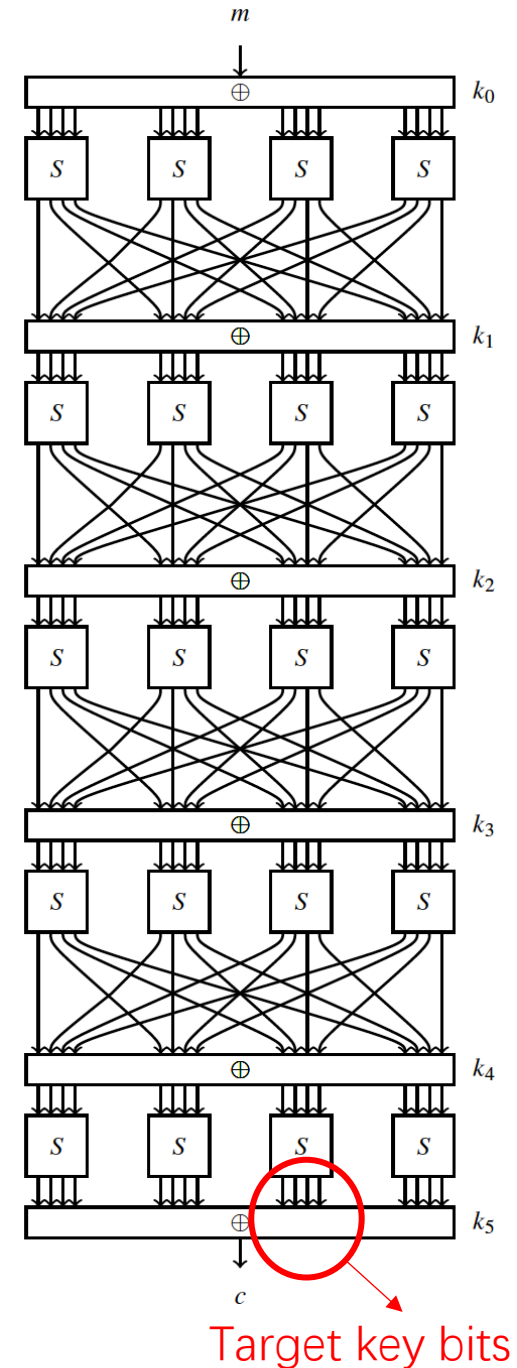 m
⊕ k₀
S S S S
⊕ k₁
S S S S
⊕ k₂
S S S S
⊕ k₃
S S S S
⊕ k₄
S S S S
⊕ k₅
c
Target key bits